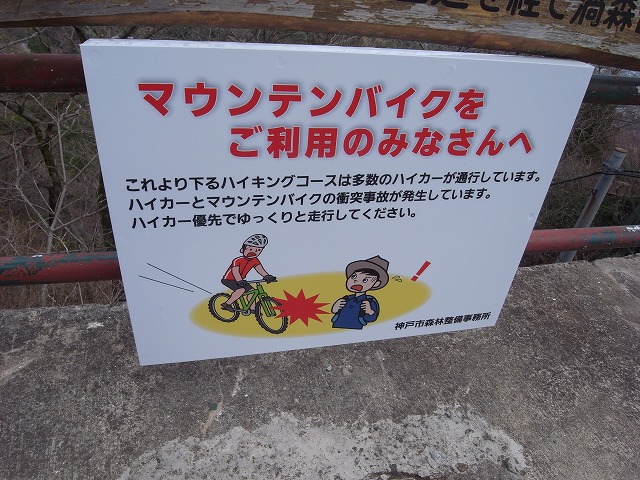 を経て渦森
マウンテンバイクを
ご利用のみなさんへ
これより下るハイキングコースは多数のハイカーが通行しています。
ハイカーとマウンテンバイクの衝突事故が発生しています。
ハイカー優先でゆっくりと走行してください。
!
神戸市森林整備事務所